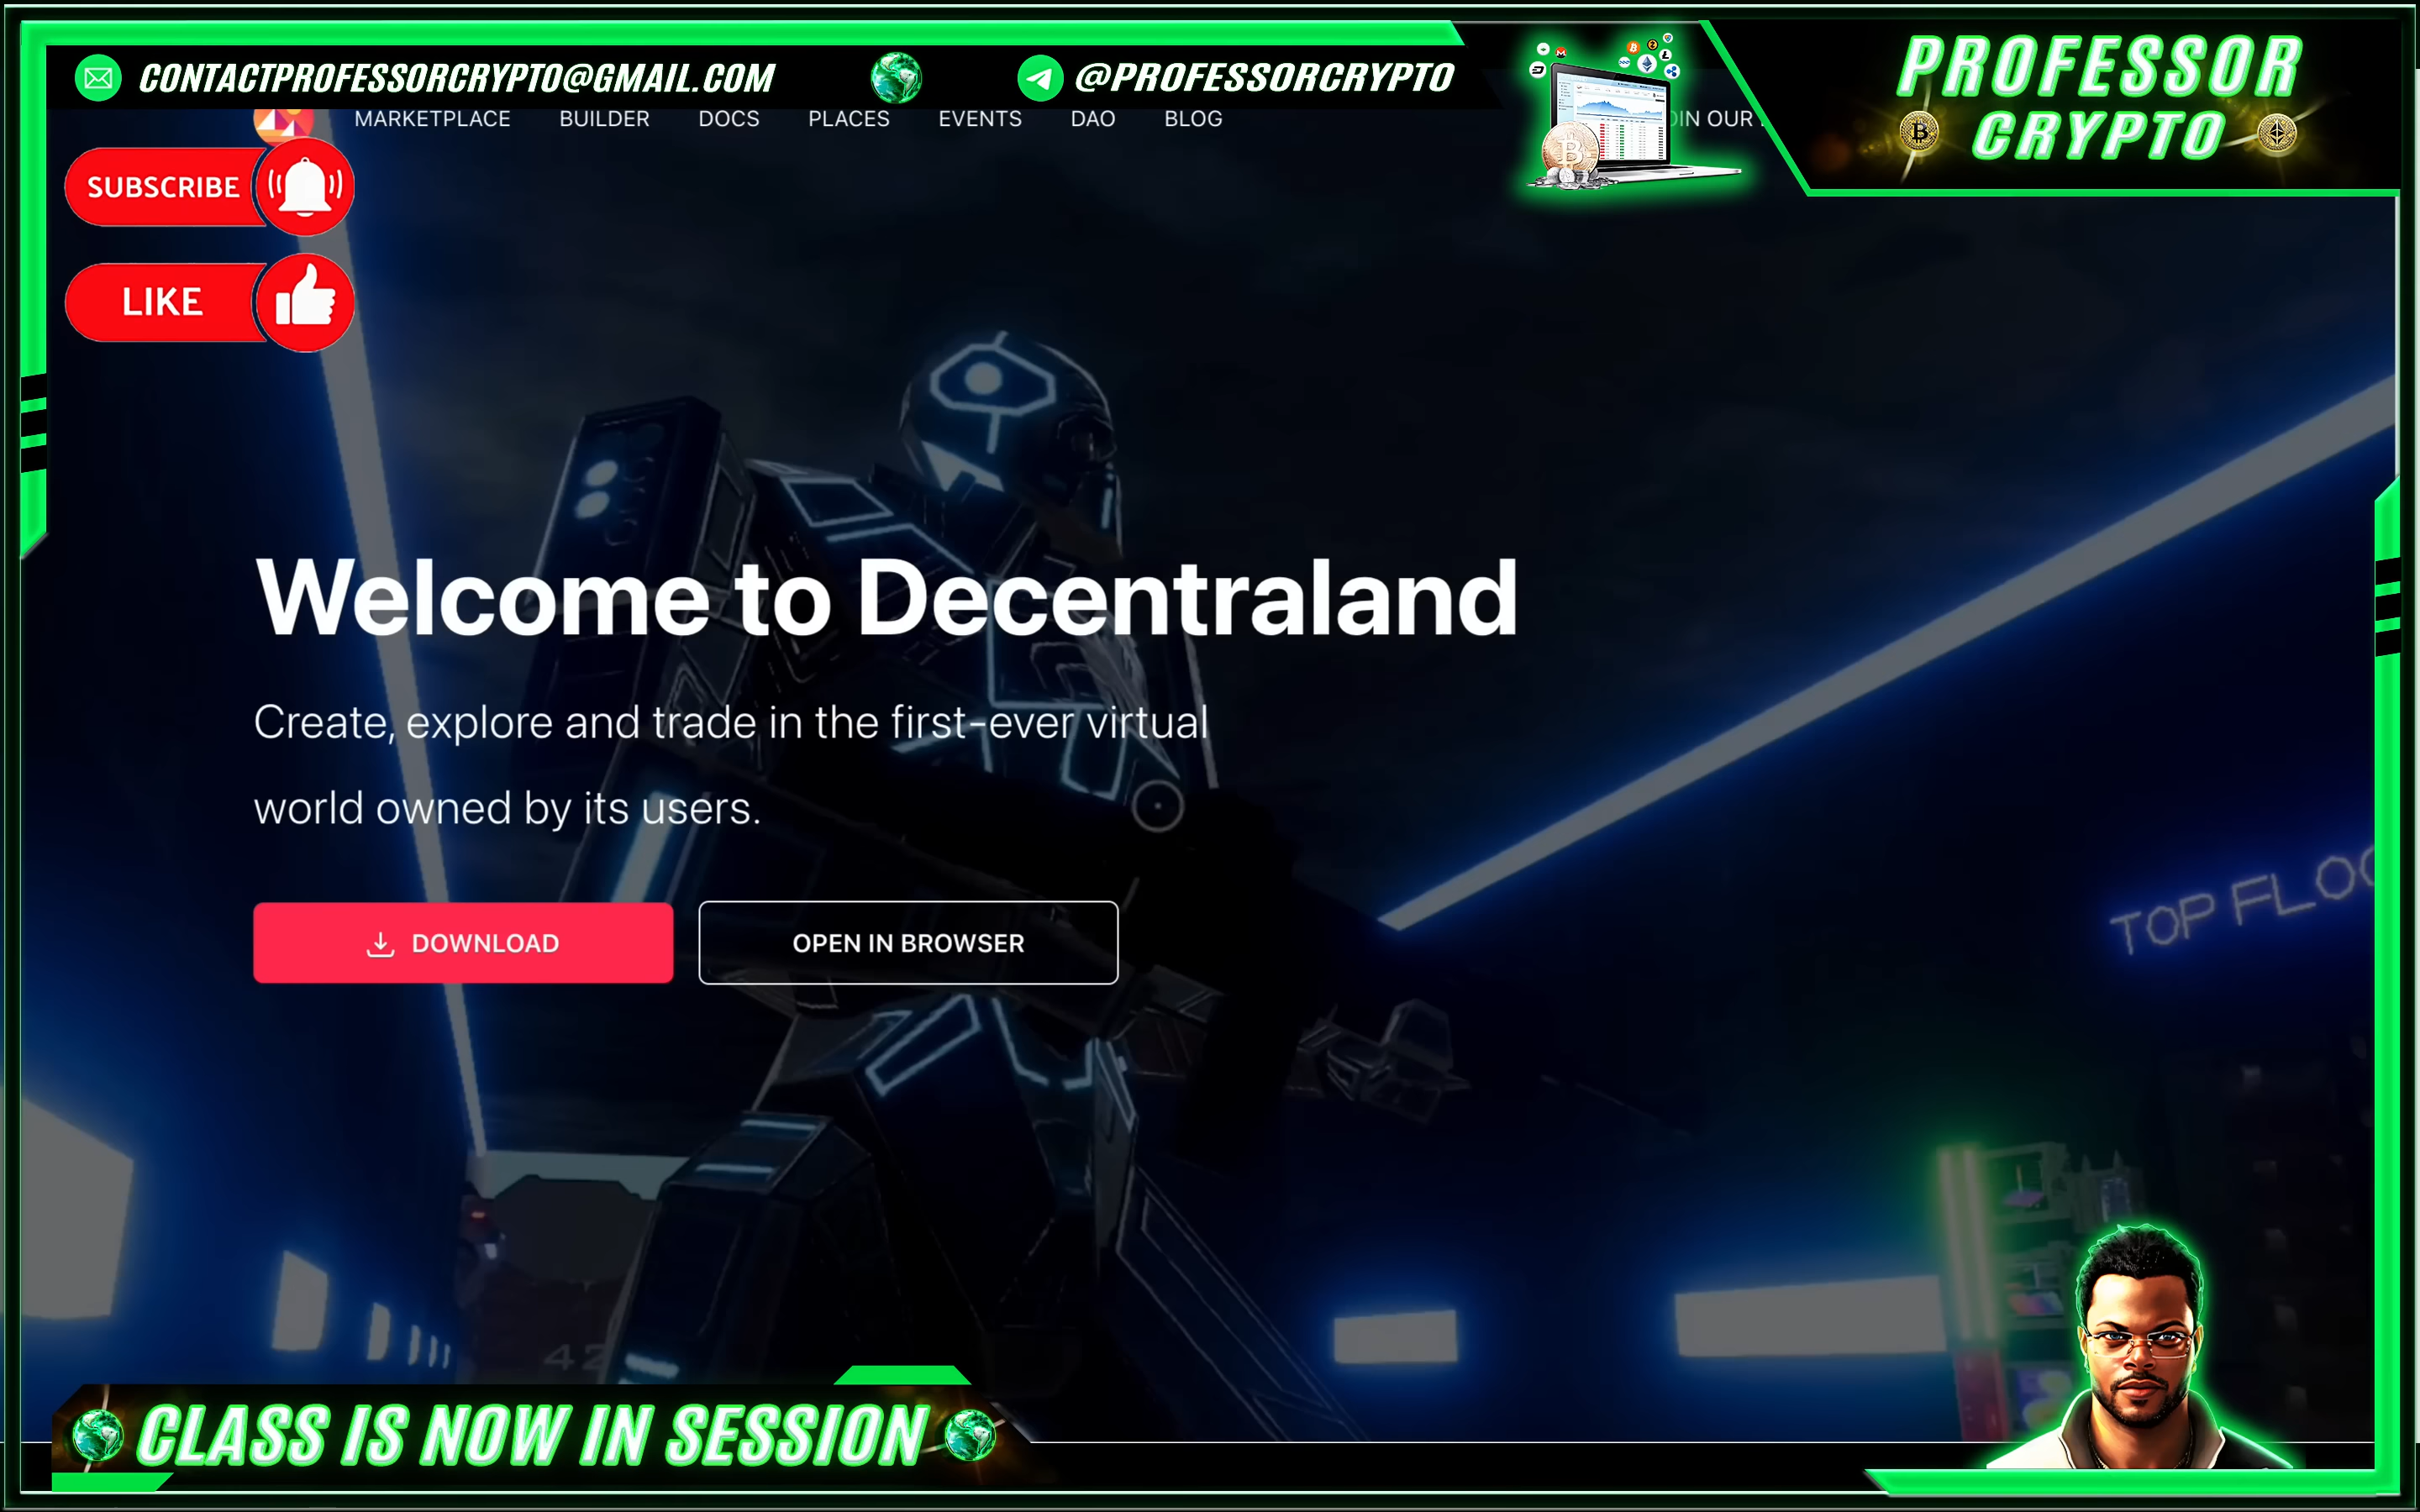 CONTACTPROFESSORCRYPTO@GMAIL.COM
@PROFESSORCRYPTO
PROFESSOR
CRYPTO
MARKETPLACE BUILDER DOCS PLACES EVENTS DAO BLOG
OUR
SUBSCRIBE
LIKE
Welcome to Decentraland
Create, explore and trade in the first-ever virtual
world owned by its users.
DOWNLOAD
OPEN IN BROWSER
TOP
42
CLASS IS NOW IN SESSION